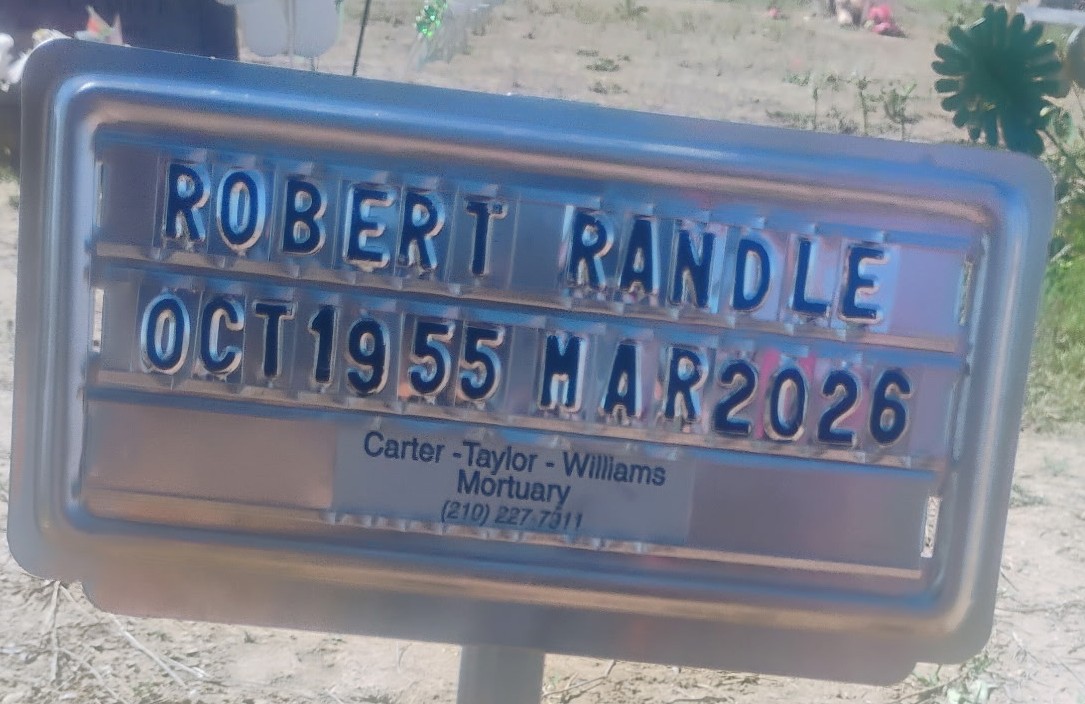 ROBERT RANDLE
OCT1955 MAR2026
Carter -Taylor - Williams
Mortuary
(210) 227-7311